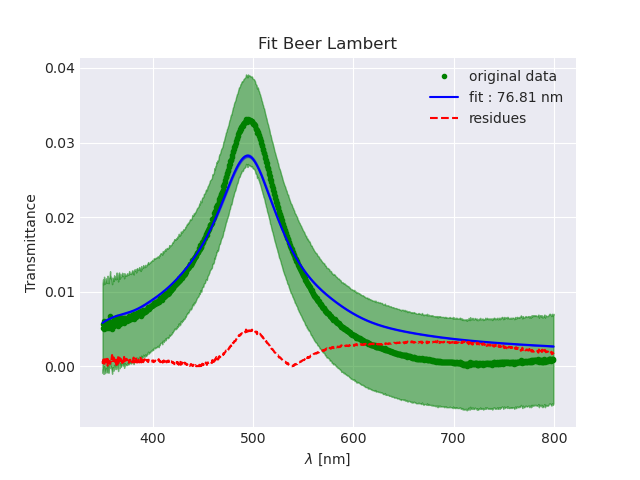 Fit Beer Lambert
original data
fit : 76.81 nm
residues
Transmittance
0.04
0.03
0.02
0.01
0.00
400 500 600 700 800
λ [nm]